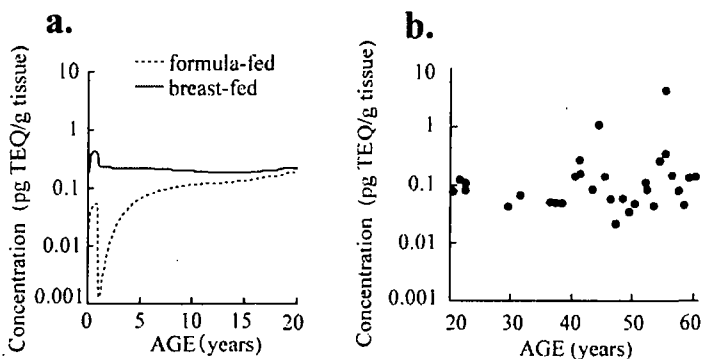 a.
formula-fed
breast-fed
Concentration (pg TEQ/g tissue)
10
1
0.1
0.01
0.001
0
5
10
15
20
AGE(years)
b.
Concentration (pg TEQ/g tissue)
10
1
0.1
0.01
0.001
20
30
40
50
60
AGE (years)